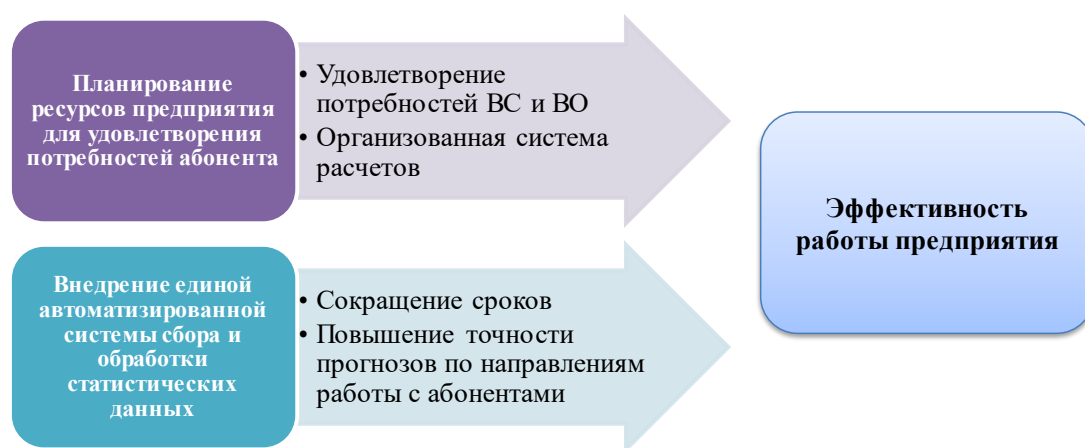 Планирование
ресурсов предприятия
для удовлетворения
потребностей абонента
• Удовлетворение
потребностей ВС и ВО
• Организованная система
расчетов
Внедрение единой
автоматизированной
системы сбора и
обработки
статистических
данных
• Сокращение сроков
• Повышение точности
прогнозов по направлениям
работы с абонентами
Эффективность
работы предприятия